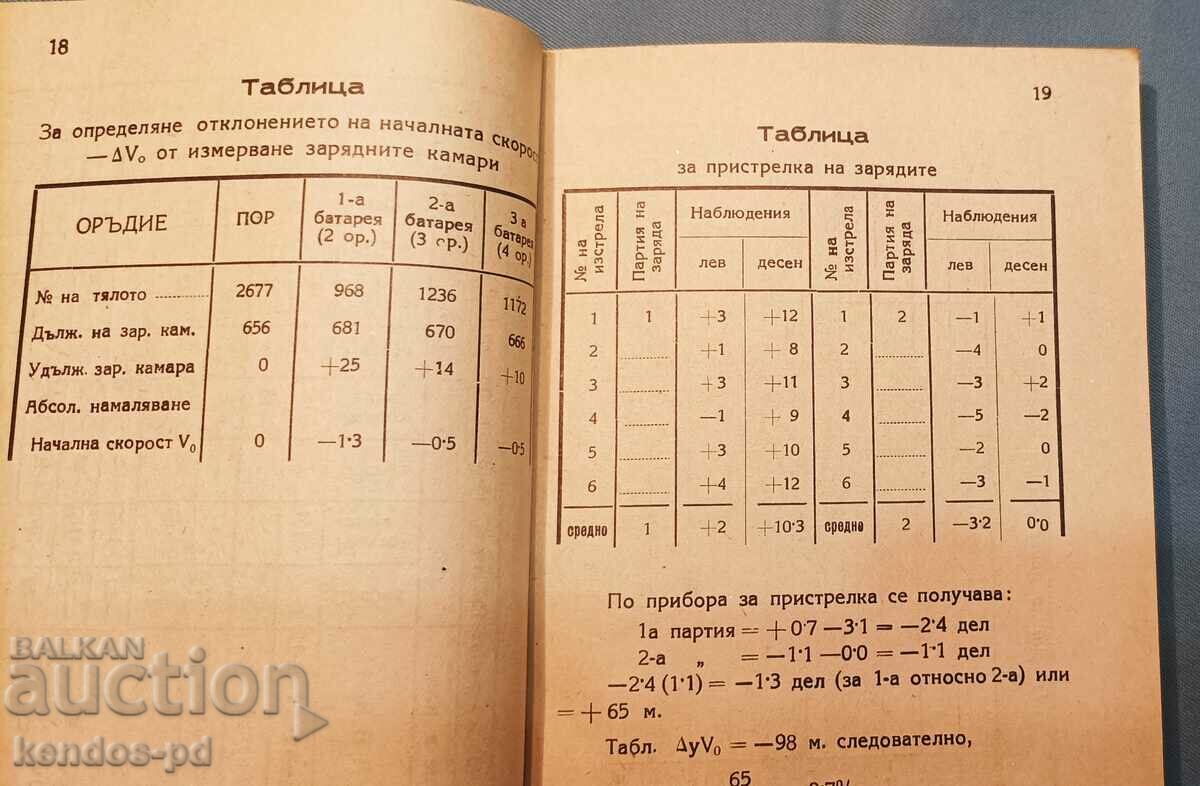 18
Таблица
За определяне отклонението на началната скорост
—ΔV₀ от измерване зарядните камари
ОРЪДИЕ ПОР 1-а батарея (2 ор.) 2-а батарея (3 ор.) 3 а батарея (4 ор.)
№ на тялото 2677 968 1236 1172
Дълж. на зар. кам. 656 681 670 666
Удълж. зар. камара 0 +25 +14 +10
Абсол. намаляване
Начална скорост V₀ 0 —1·3 —0·5 —0·5
19
Таблица
за пристрелка на зарядите
№ на изстрела Партия на заряда Наблюдения № на изстрела Партия на заряда Наблюдения
лев десен лев десен
1 1 +3 +12 1 2 —1 +1
2 +1 + 8 2 —4 0
3 +3 +11 3 —3 +2
4 —1 + 9 4 —5 —2
5 +3 +10 5 —2 0
6 +4 +12 6 —3 —1
средно 1 +2 +10·3 средно 2 —3·2 0·0
По прибора за пристрелка се получава:
1а партия = +0·7 —3·1 = —2·4 дел
2-а „ = —1·1 —0·0 = —1·1 дел
—2·4 (1·1) = —1·3 дел (за 1-а относно 2-а) или
= + 65 м.
Табл. ΔyV₀ = —98 м. следователно,
65
BALKAN
auction
kendos-pd